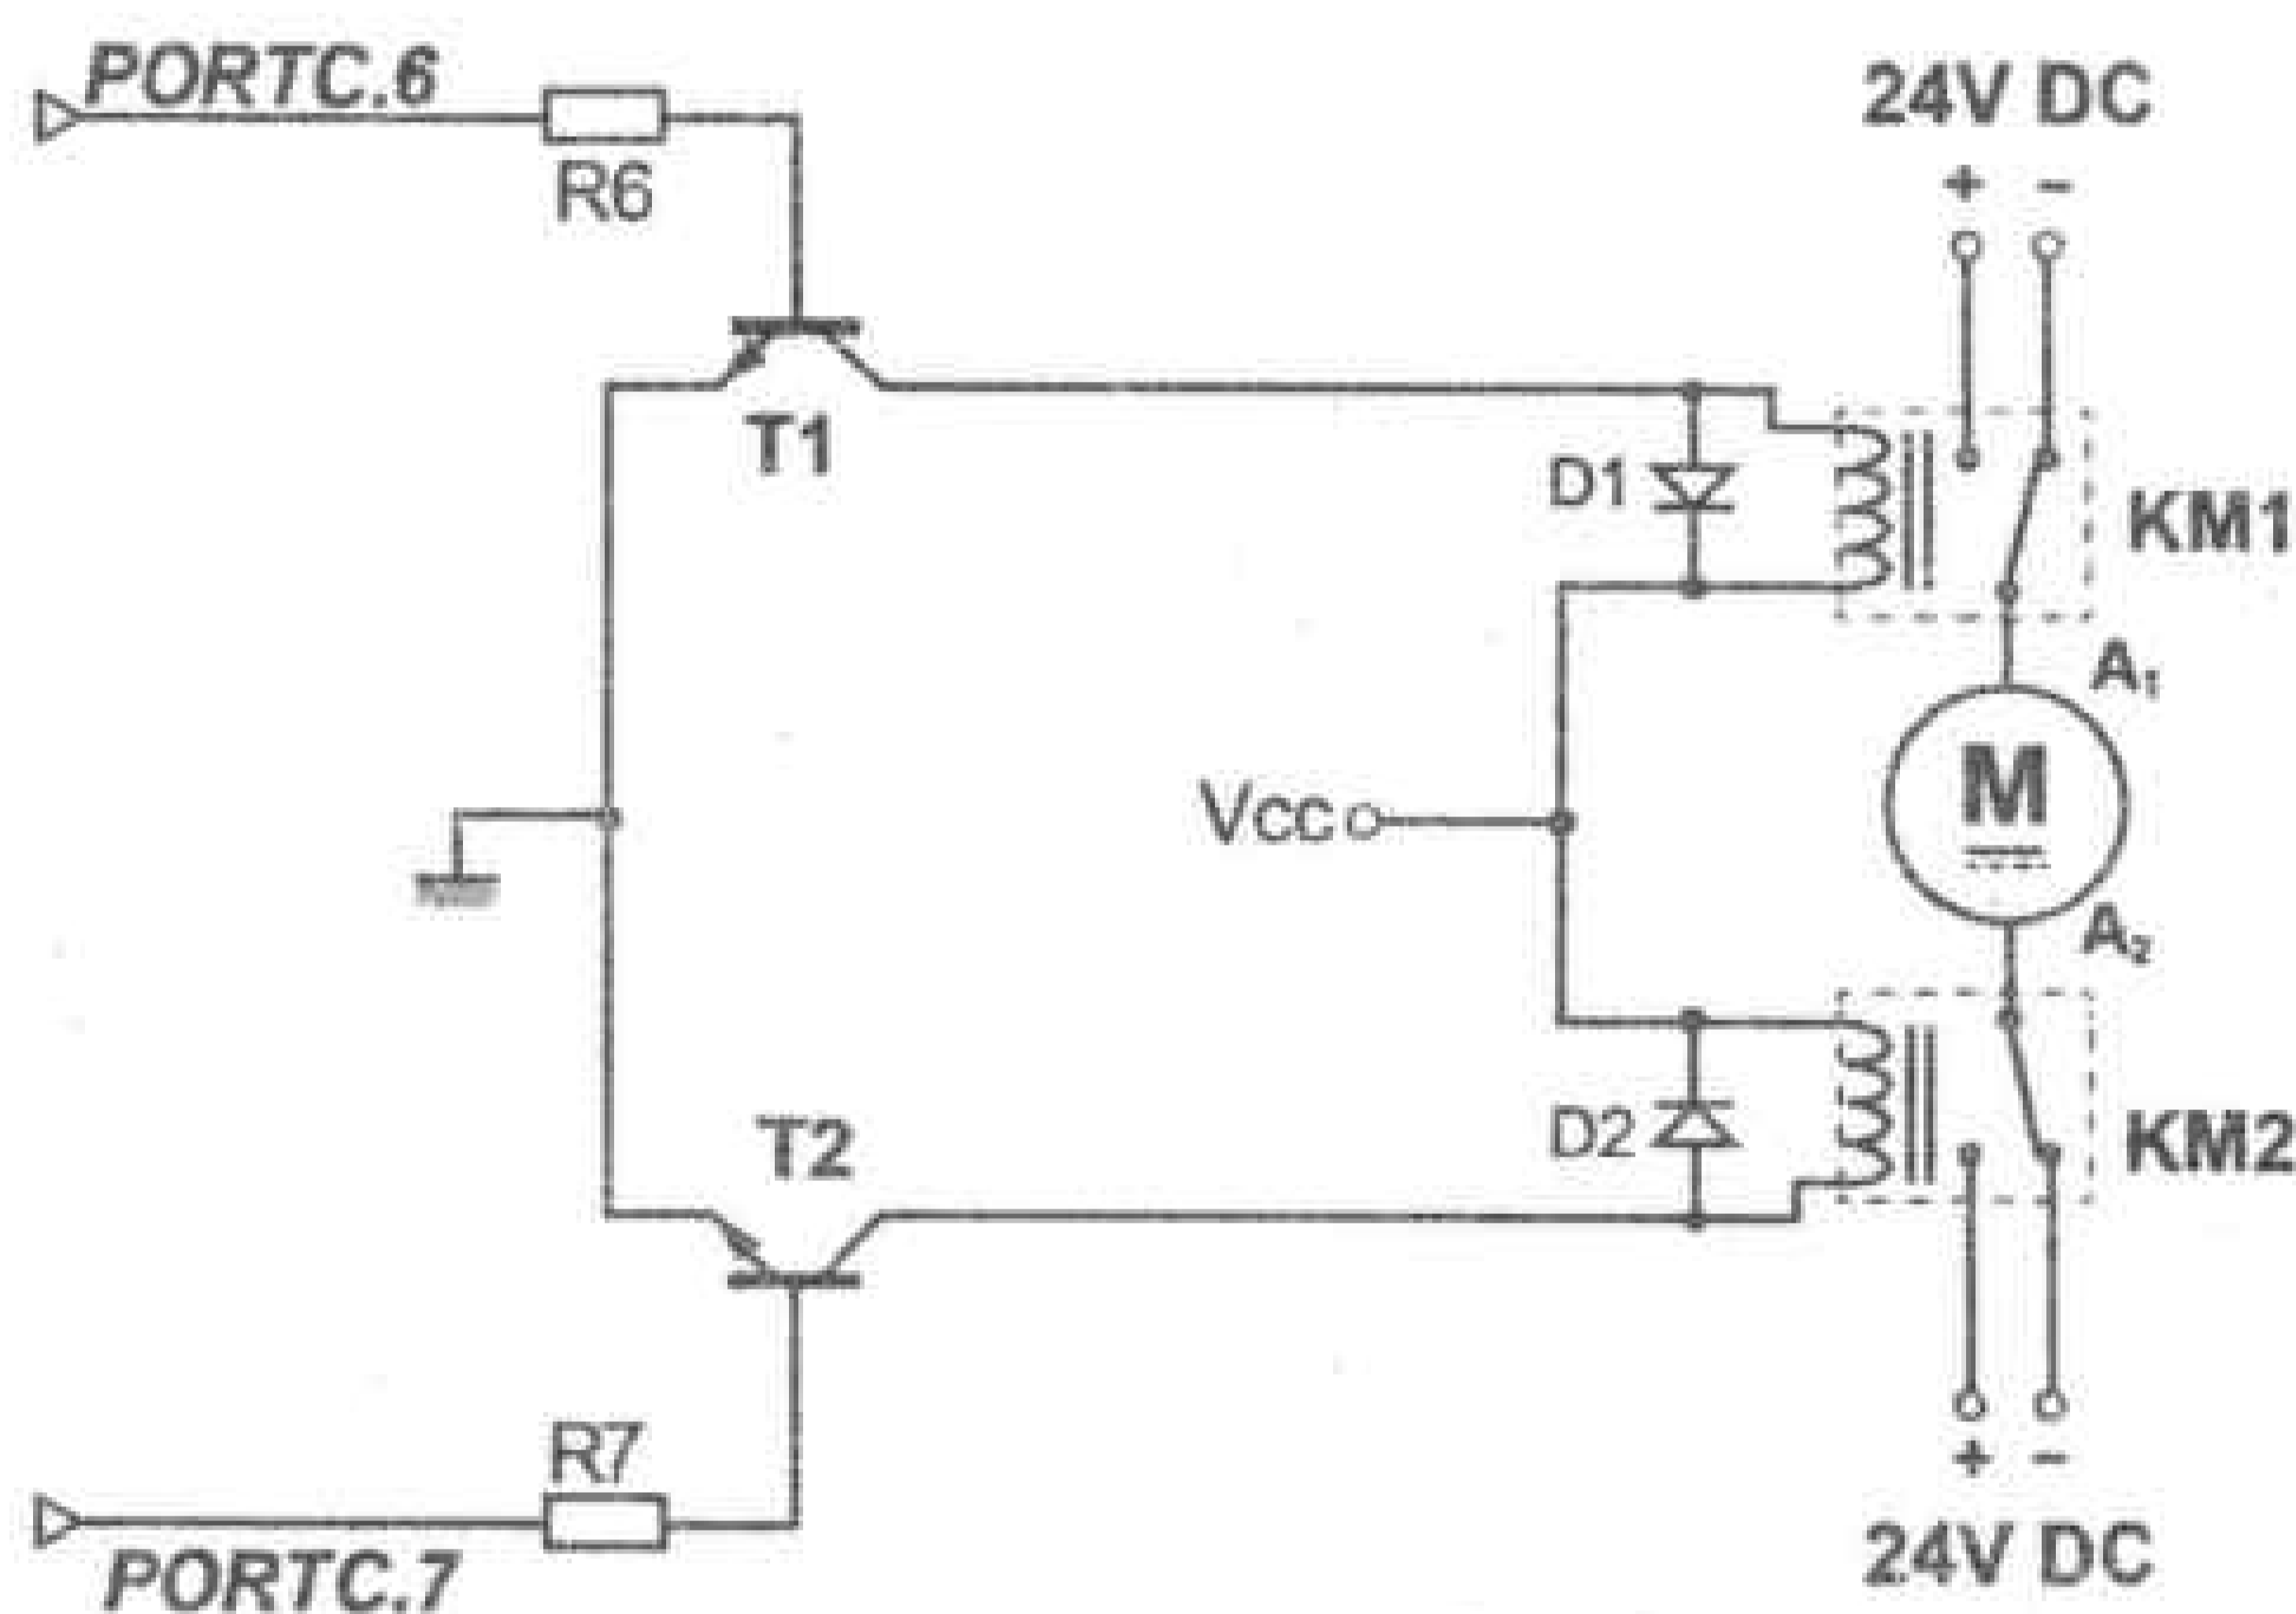 PORTC.6
24V DC
+ -
R6
T1
D1
KM1
A1
M
Vcc
A2
T2
D2
KM2
R7
+ -
PORTC.7
24V DC